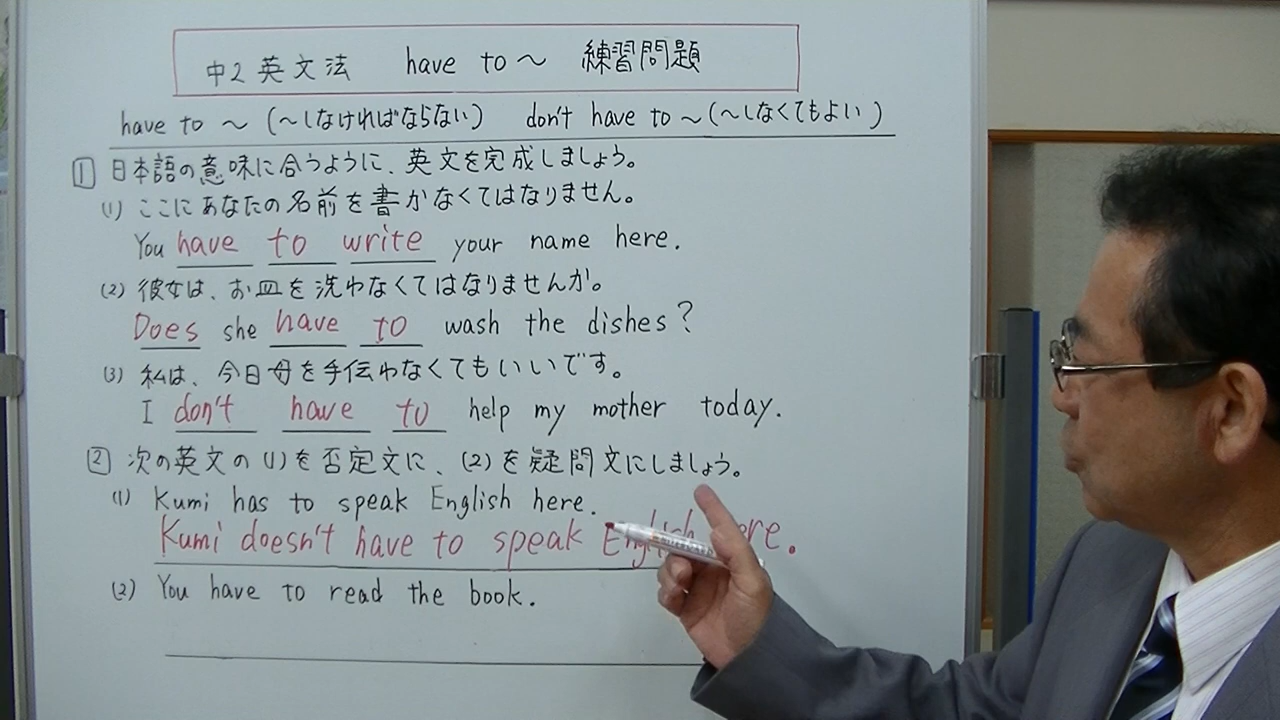 中2 英文法 have to ～ 練習問題
have to ～ (～しなければならない) don't have to ～ (～しなくてもよい)
1 日本語の意味に合うように、英文を完成しましょう。
(1) ここにあなたの名前を書かなくてはなりません。
You have to write your name here.
(2) 彼女は、お皿を洗わなくてはなりませんか。
Does she have to wash the dishes?
(3) 私は、今日母を手伝わなくてもいいです。
I don't have to help my mother today.
2 次の英文の(1)を否定文に、(2)を疑問文にしましょう。
(1) Kumi has to speak English here.
Kumi doesn't have to speak English here.
(2) You have to read the book.